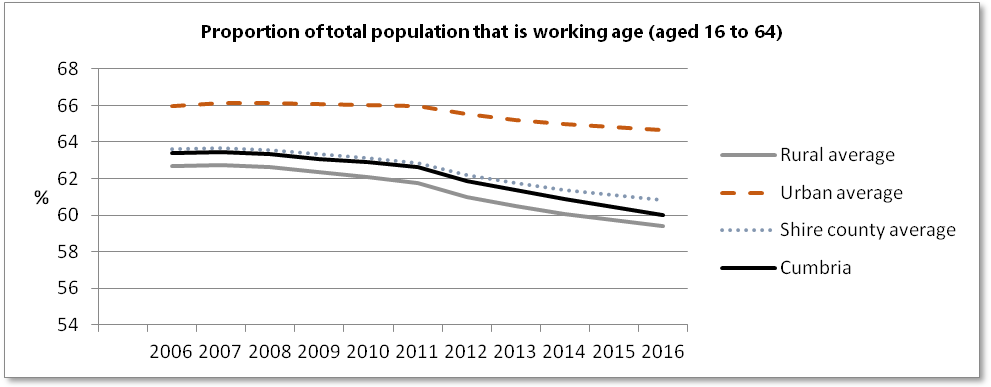 Proportion of total population that is working age (aged 16 to 64)
68
66
64
62
60
58
56
54
%
2006 2007 2008 2009 2010 2011 2012 2013 2014 2015 2016
Rural average
Urban average
Shire county average
Cumbria